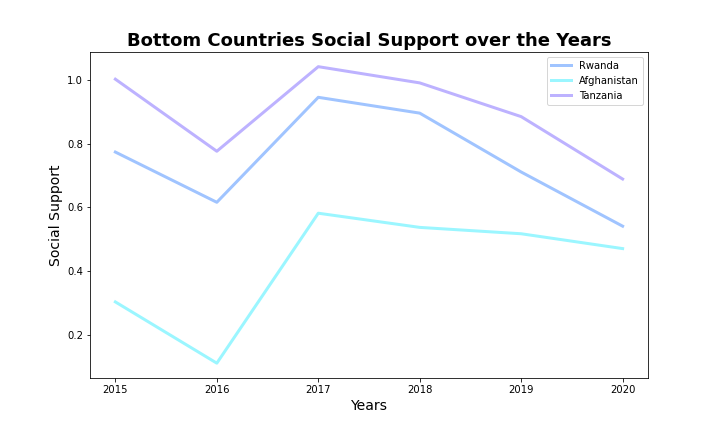 Bottom Countries Social Support over the Years
Rwanda
Afghanistan
Tanzania
1.0
0.8
0.6
0.4
0.2
Social Support
2015 2016 2017 2018 2019 2020
Years